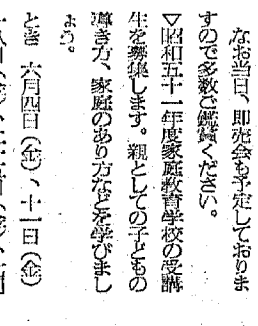 なお当日、即売会も予定しておりま
すので多数ご鑑賞ください。
▽昭和五十一年度家庭教育学校の受講
生を募集します。親としての子どもの
導き方、家庭のあり方などを学びまし
ょう。
とき 六月四日(金)、十一日(金)